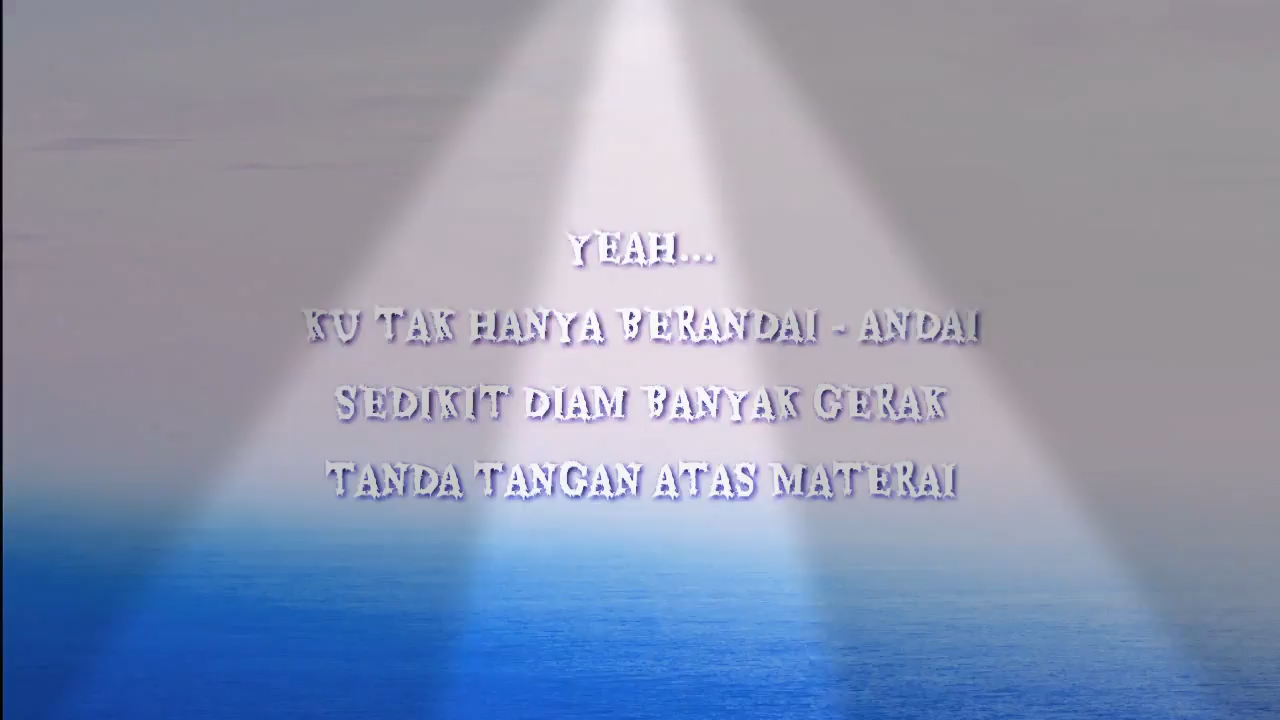 YEAH...
KU TAK HANYA BERANDAI - ANDAI
SEDIKIT DIAM BANYAK GERAK
TANDA TANGAN ATAS MATERAI